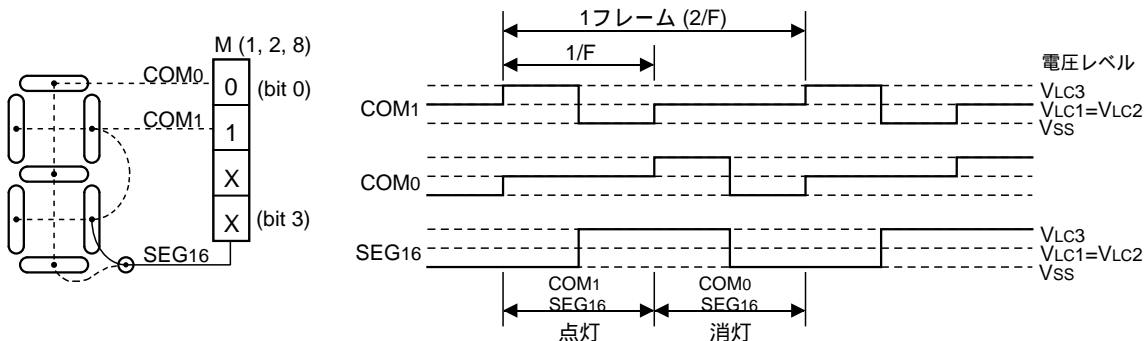 M (1, 2, 8)
COM0
0
(bit 0)
COM1
1
X
X
(bit 3)
SEG16
1フレーム (2/F)
1/F
電圧レベル
COM1
VLC3
VLC1=VLC2
VSS
COM0
SEG16
VLC3
VLC1=VLC2
VSS
COM1
SEG16
点灯
COM0
SEG16
消灯